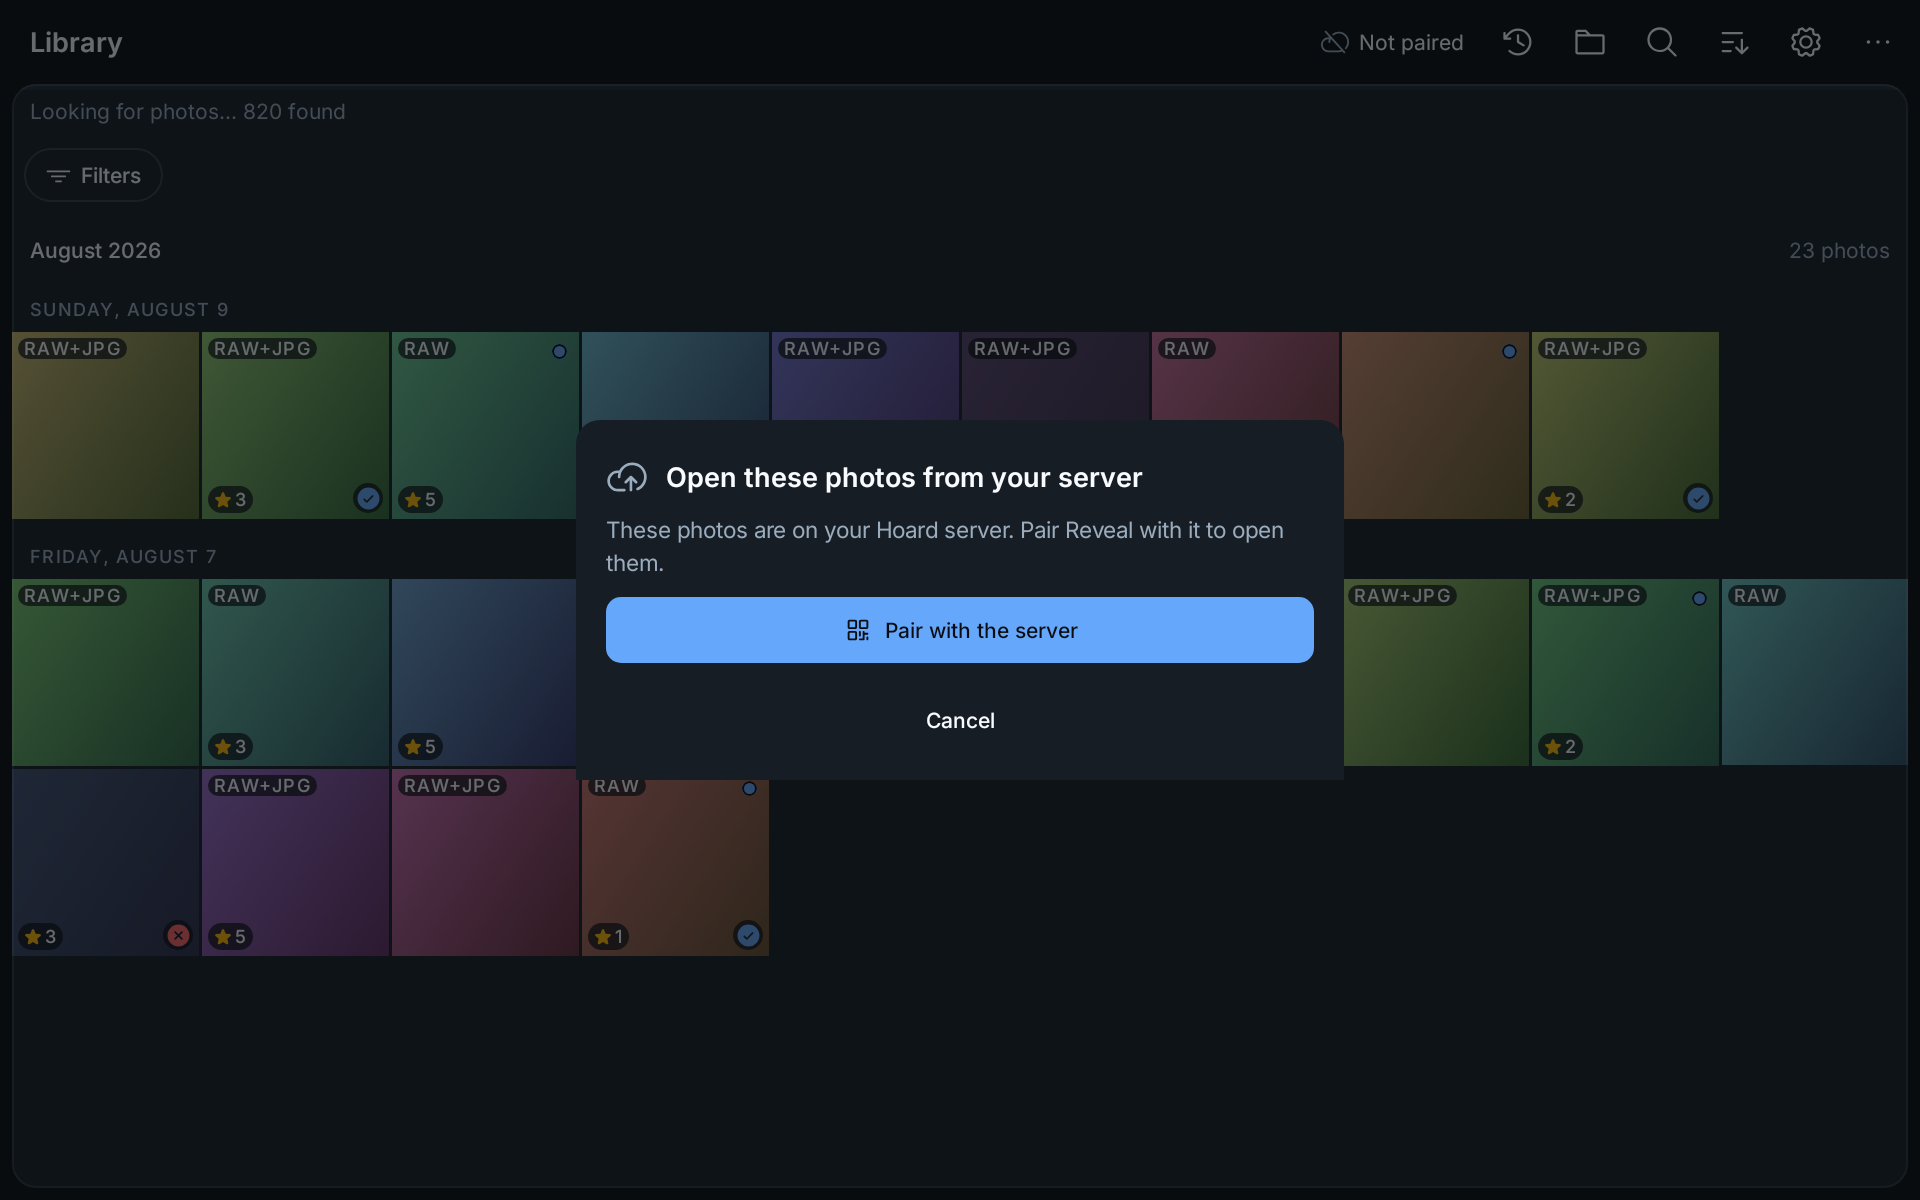 Library
Not paired
Looking for photos... 820 found
Filters
August 2026
23 photos
SUNDAY, AUGUST 9
RAW+JPG
RAW+JPG
RAW
RAW+JPG
RAW+JPG
RAW
RAW+JPG
3
5
2
Open these photos from your server
These photos are on your Hoard server. Pair Reveal with it to open
them.
Pair with the server
Cancel
FRIDAY, AUGUST 7
RAW+JPG
RAW
RAW+JPG
RAW+JPG
RAW
3
5
2
RAW+JPG
RAW+JPG
RAW
3
5
1